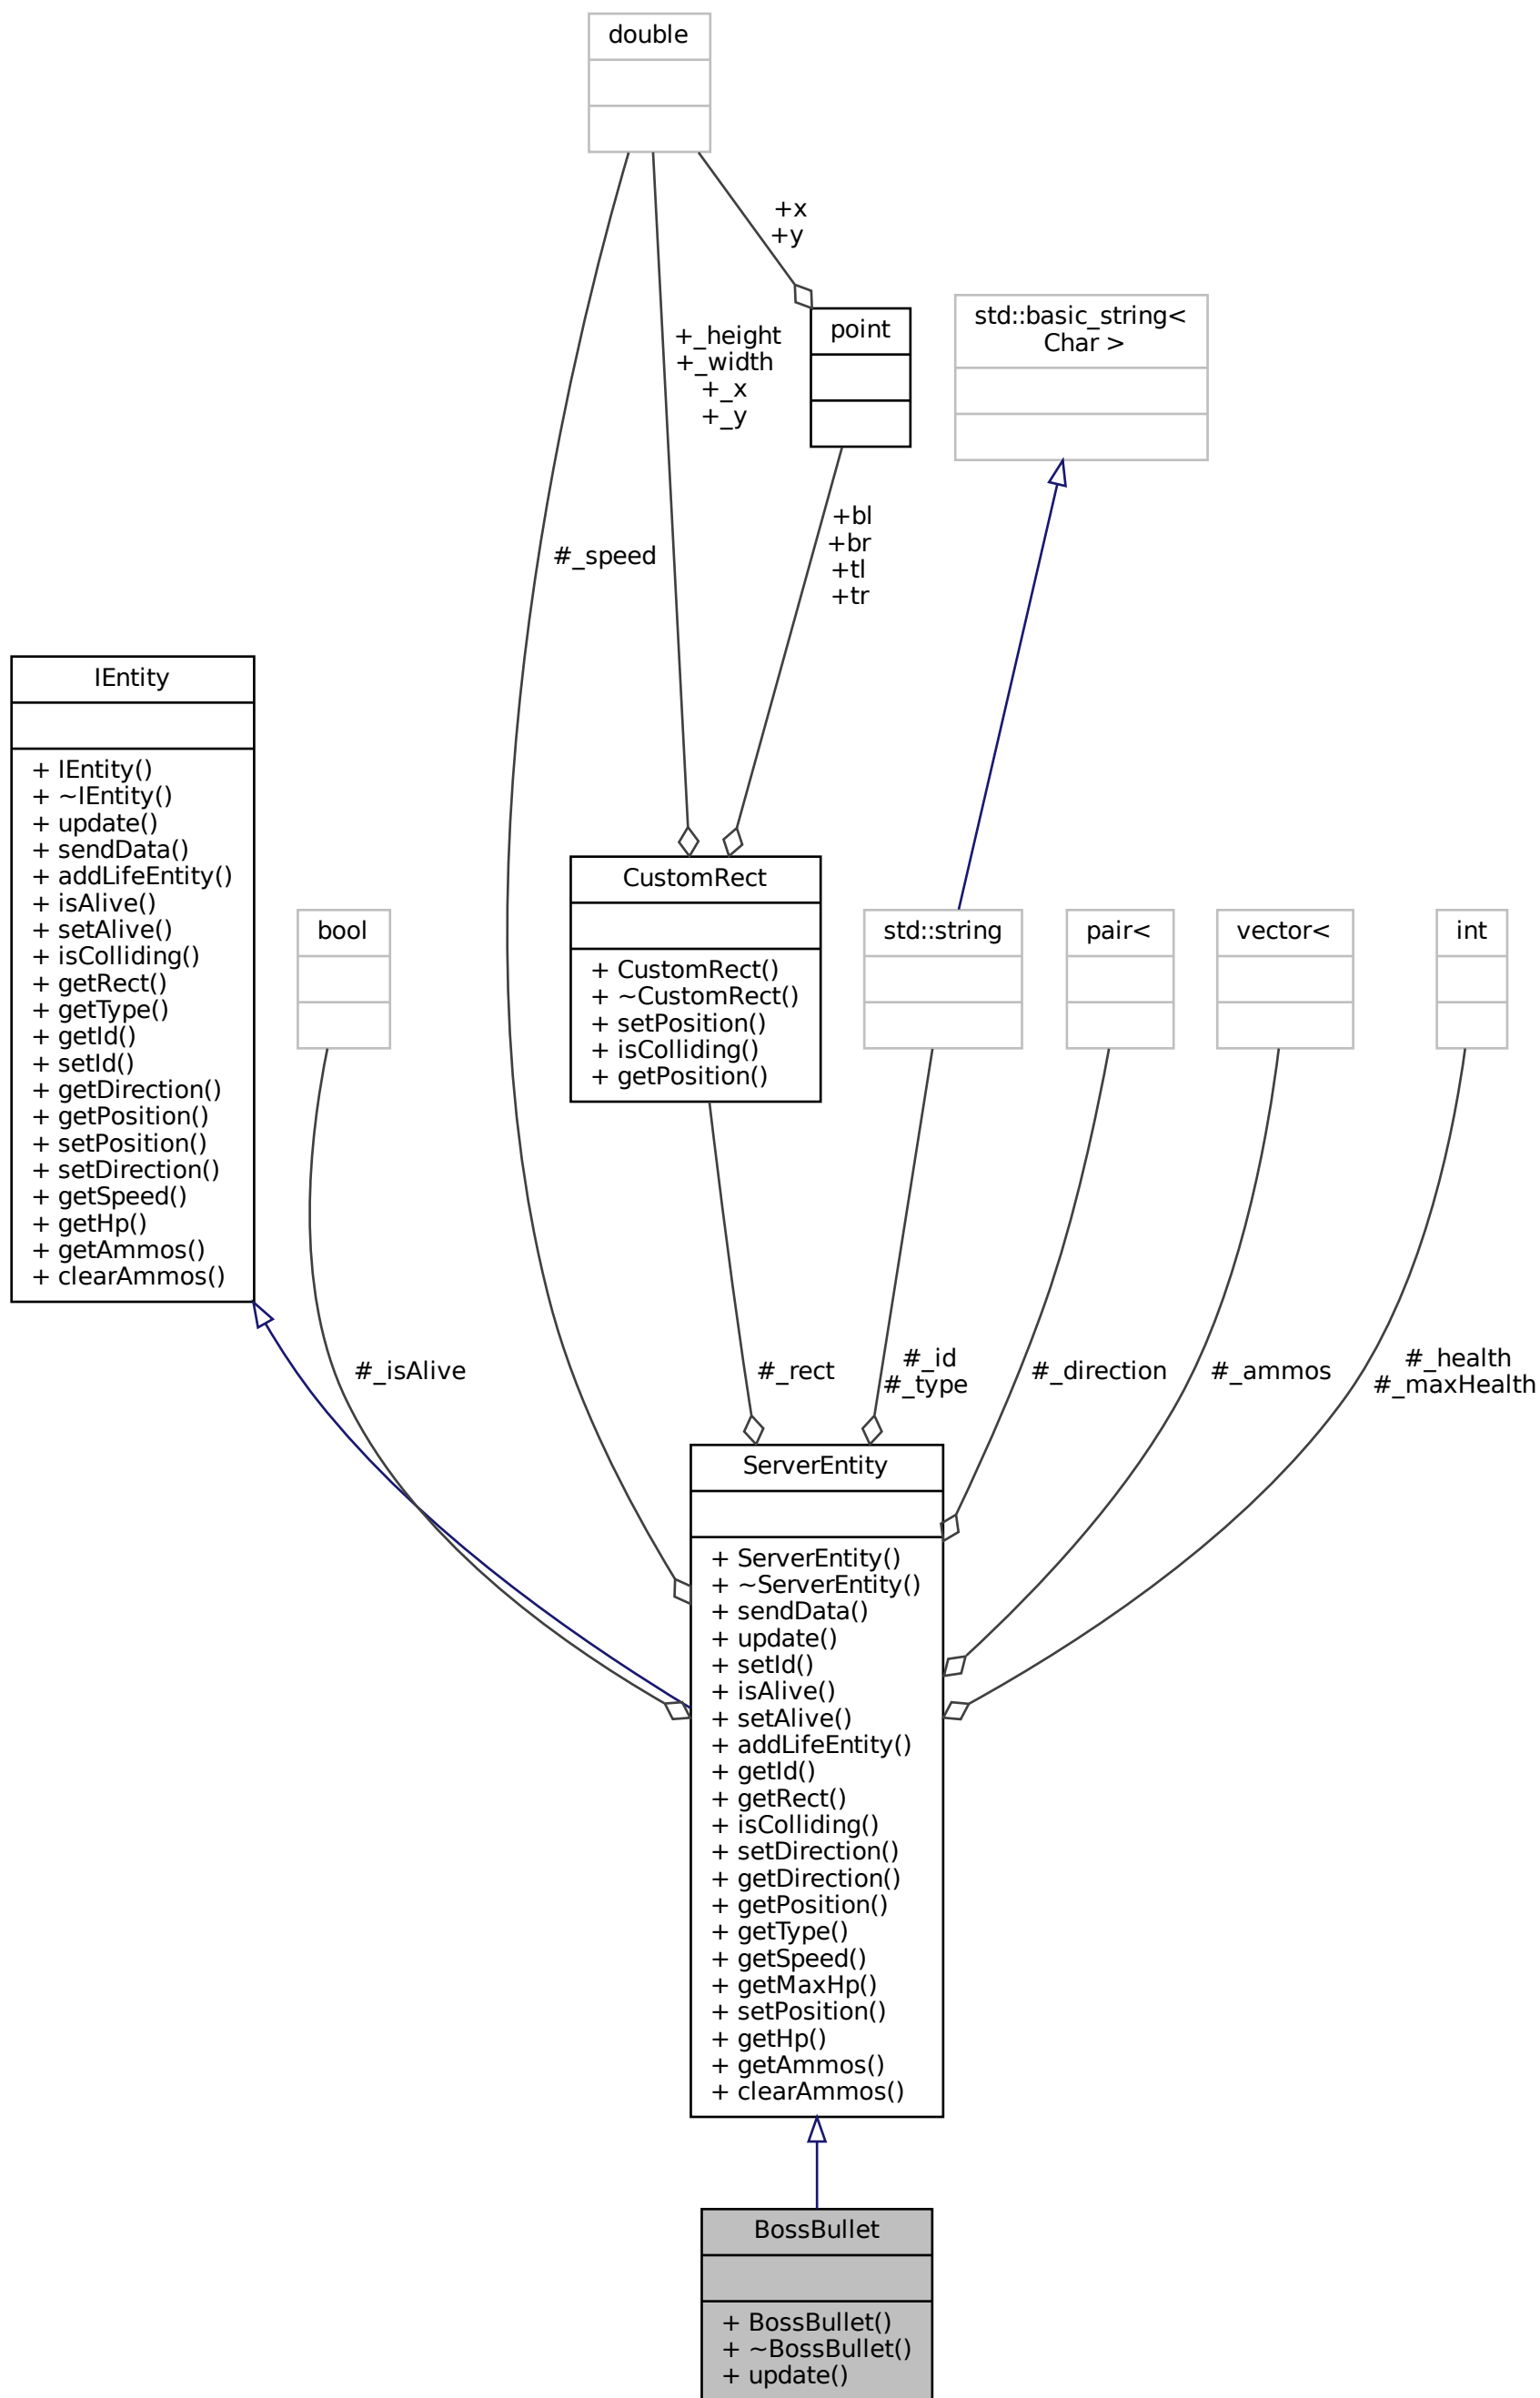 double
+x
+y
+_height
+_width
+_x
+_y
point
std::basic_string<
Char >
+bl
+br
+tl
+tr
#_speed
IEntity
+ IEntity()
+ ~IEntity()
+ update()
+ sendData()
+ addLifeEntity()
+ isAlive()
+ setAlive()
+ isColliding()
+ getRect()
+ getType()
+ getId()
+ setId()
+ getDirection()
+ getPosition()
+ setPosition()
+ setDirection()
+ getSpeed()
+ getHp()
+ getAmmos()
+ clearAmmos()
bool
CustomRect
+ CustomRect()
+ ~CustomRect()
+ setPosition()
+ isColliding()
+ getPosition()
std::string
pair<
vector<
int
#_isAlive
#_rect
#_id
#_type
#_direction
#_ammos
#_health
#_maxHealth
ServerEntity
+ ServerEntity()
+ ~ServerEntity()
+ sendData()
+ update()
+ setId()
+ isAlive()
+ setAlive()
+ addLifeEntity()
+ getId()
+ getRect()
+ isColliding()
+ setDirection()
+ getDirection()
+ getPosition()
+ getType()
+ getSpeed()
+ getMaxHp()
+ setPosition()
+ getHp()
+ getAmmos()
+ clearAmmos()
BossBullet
+ BossBullet()
+ ~BossBullet()
+ update()